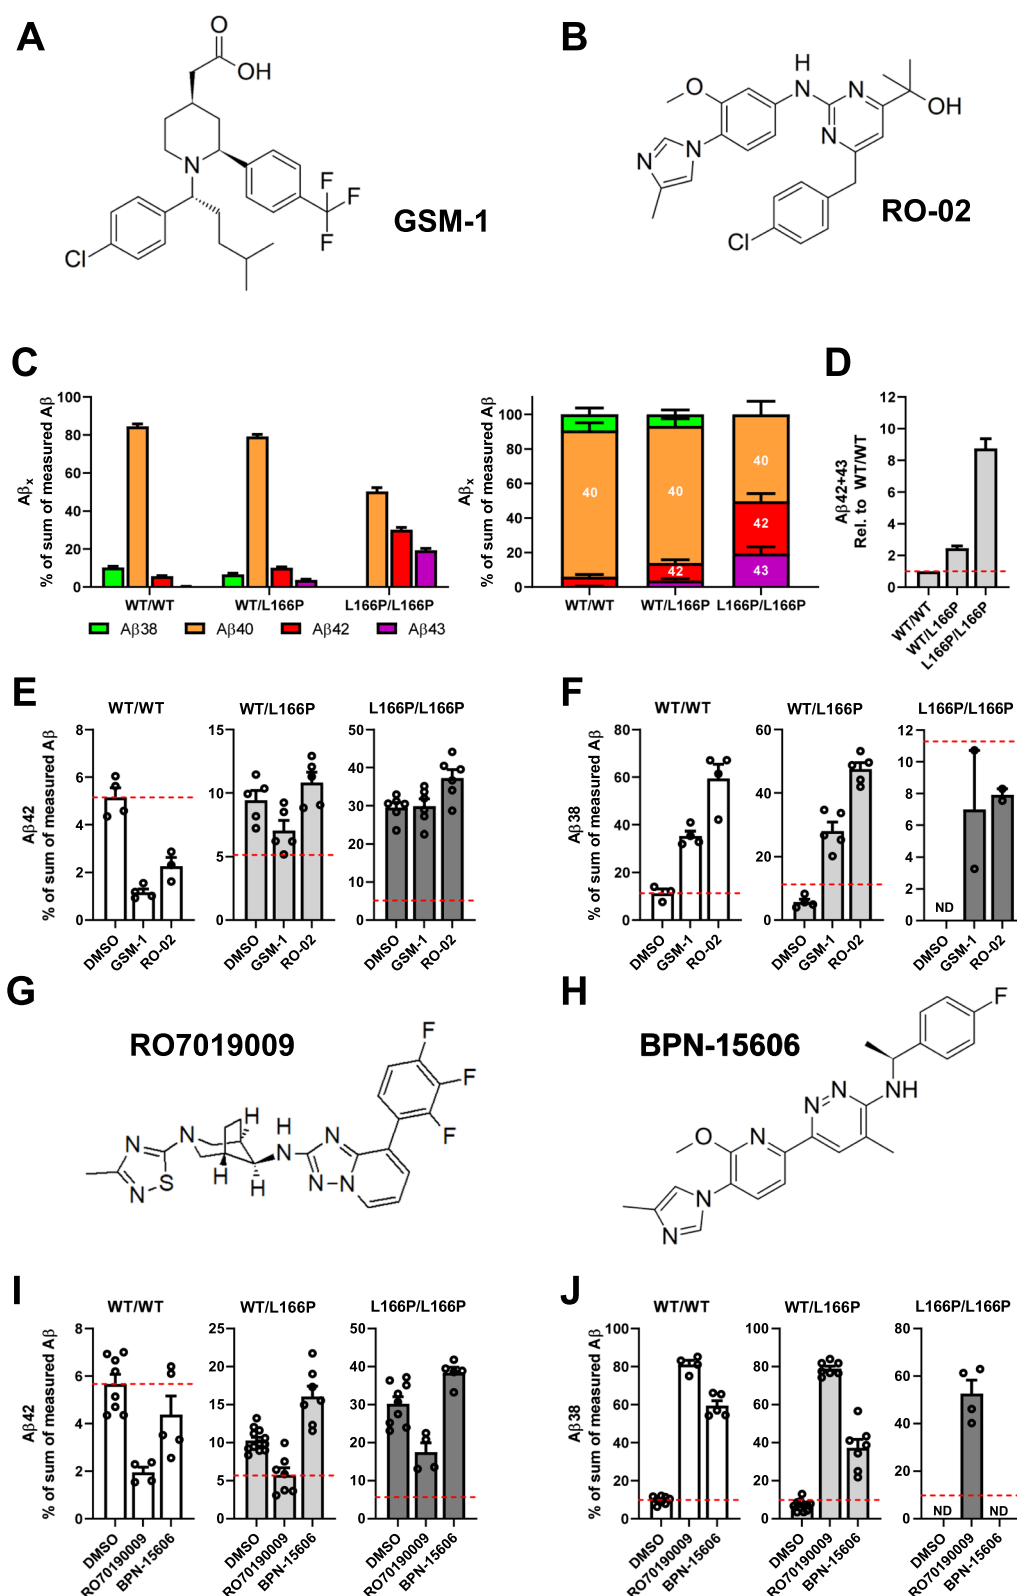 A
O
OH
N
F
F
F
Cl
GSM-1
B
H
O
N
N
N
OH
N
N
Cl
RO-02
C
Aβx
% of sum of measured Aβ
100
80
60
40
20
0
WT/WT
WT/L166P
L166P/L166P
Aβ38
Aβ40
Aβ42
Aβ43
Aβx
% of sum of measured Aβ
100
80
60
40
20
0
40
40
42
40
42
43
WT/WT
WT/L166P
L166P/L166P
D
Aβ42+43
Rel. to WT/WT
12
10
8
6
4
2
0
WT/WT
WT/L166P
L166P/L166P
E
Aβ42
% of sum of measured Aβ
WT/WT
8
6
4
2
0
DMSO
GSM-1
RO-02
WT/L166P
15
10
5
0
DMSO
GSM-1
RO-02
L166P/L166P
50
40
30
20
10
0
DMSO
GSM-1
RO-02
F
Aβ38
% of sum of measured Aβ
WT/WT
80
60
40
20
0
DMSO
GSM-1
RO-02
WT/L166P
60
40
20
0
DMSO
GSM-1
RO-02
L166P/L166P
12
10
8
6
4
2
0
ND
DMSO
GSM-1
RO-02
G
RO7019009
F
F
F
H
H
N
N
N
N
S
H
N
H
N
N
N
H
BPN-15606
F
NH
N
N
N
O
N
N
I
Aβ42
% of sum of measured Aβ
WT/WT
8
6
4
2
0
DMSO
RO70190009
BPN-15606
WT/L166P
25
20
15
10
5
0
DMSO
RO70190009
BPN-15606
L166P/L166P
50
40
30
20
10
0
DMSO
RO70190009
BPN-15606
J
Aβ38
% of sum of measured Aβ
WT/WT
100
80
60
40
20
0
DMSO
RO70190009
BPN-15606
WT/L166P
100
80
60
40
20
0
DMSO
RO70190009
BPN-15606
L166P/L166P
80
60
40
20
0
ND
ND
DMSO
RO70190009
BPN-15606